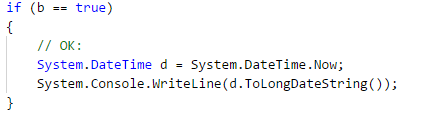 if (b == true)
{
    // OK:
    System.DateTime d = System.DateTime.Now;
    System.Console.WriteLine(d.ToLongDateString());
}